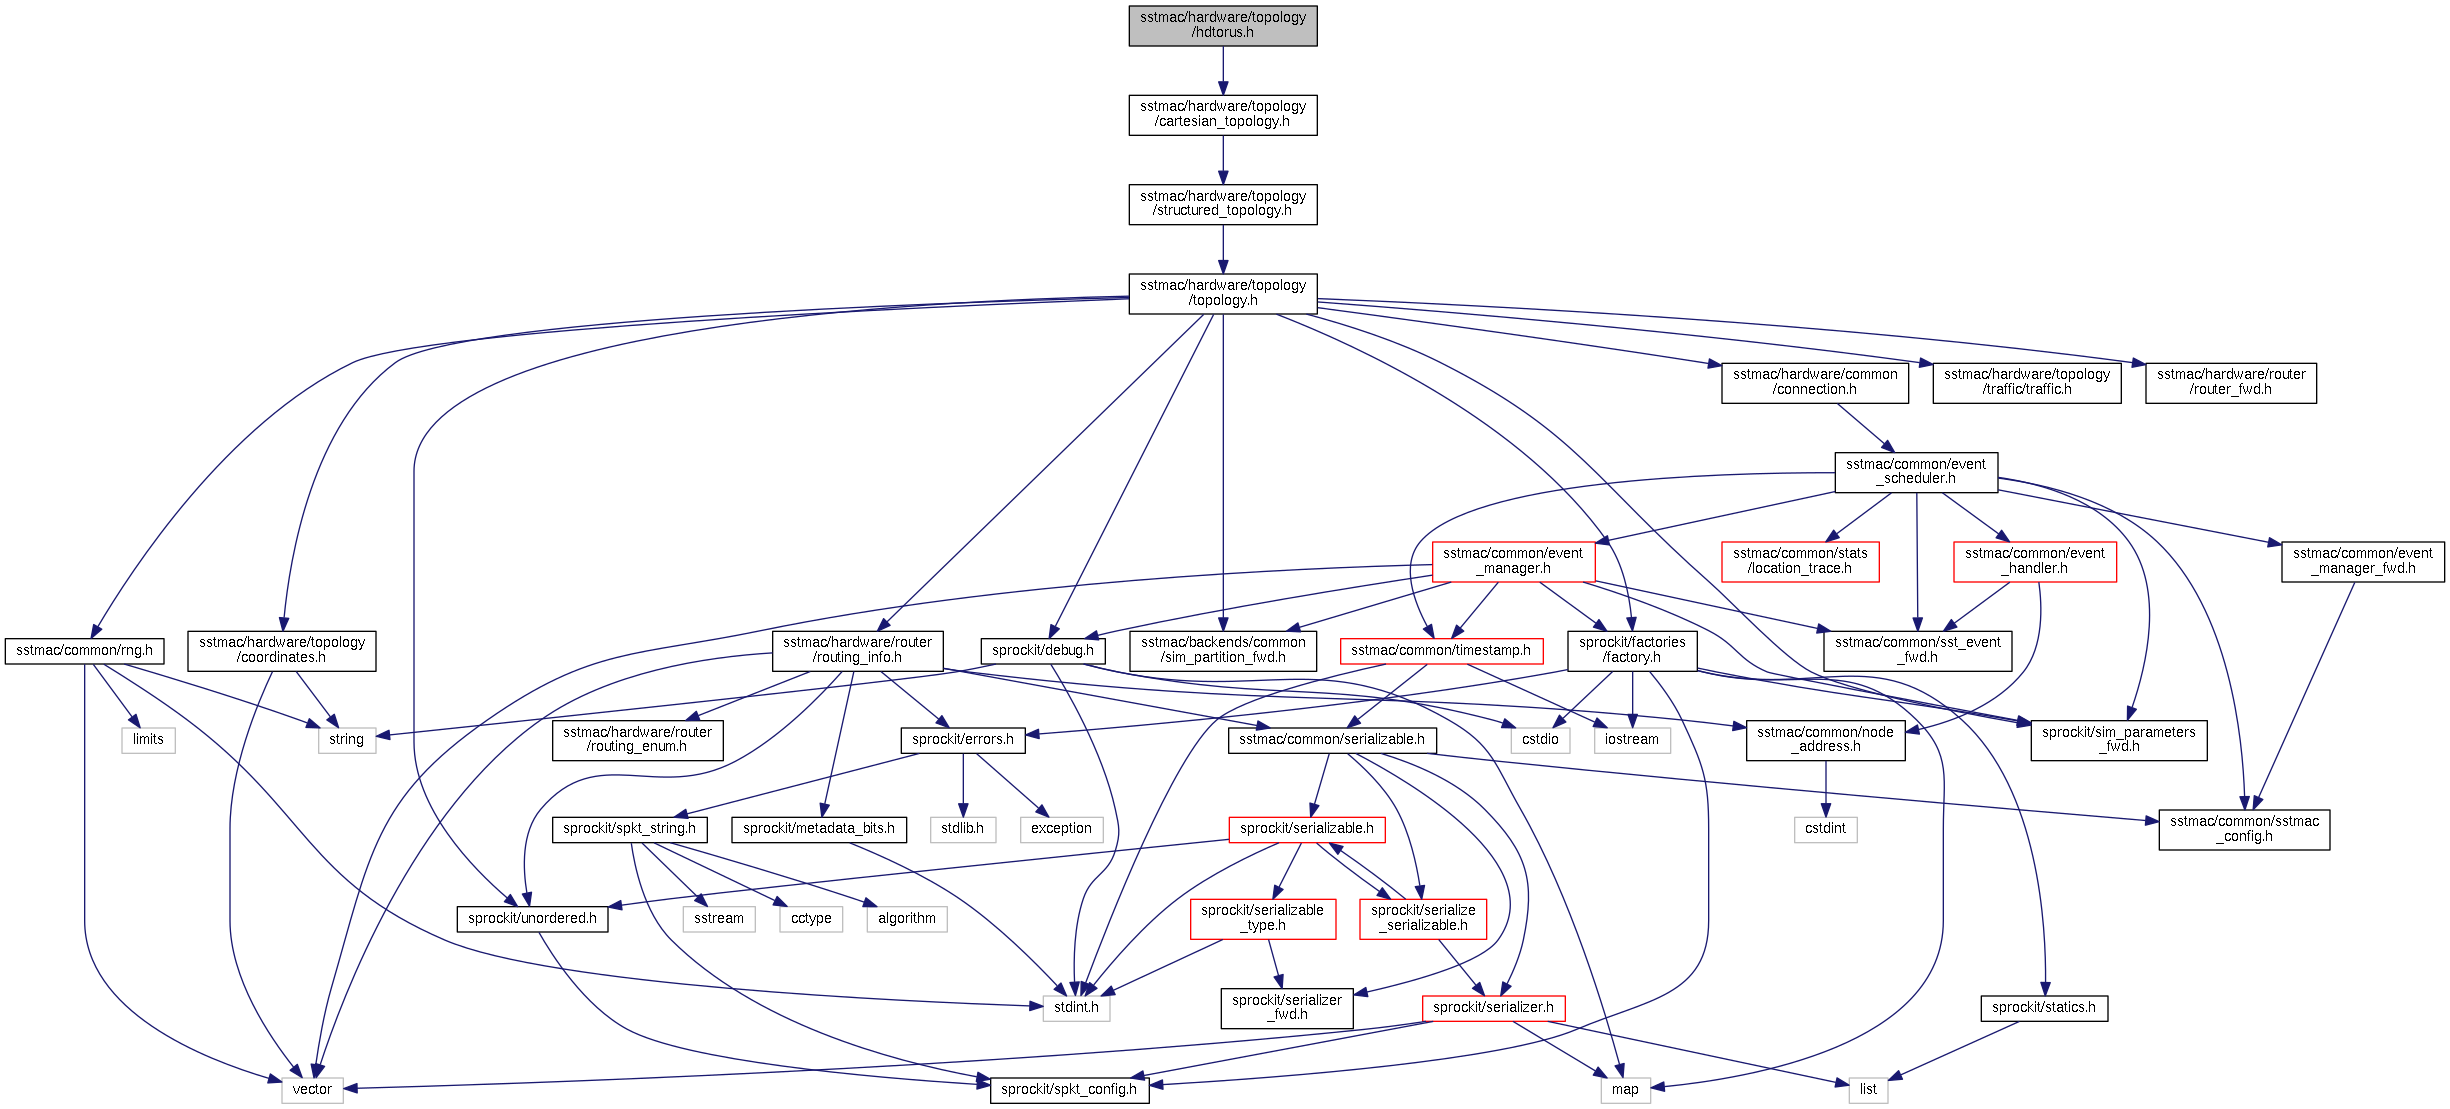 sstmac/hardware/topology
/hdtorus.h
sstmac/hardware/topology
/cartesian_topology.h
sstmac/hardware/topology
/structured_topology.h
sstmac/hardware/topology
/topology.h
sstmac/hardware/common
/connection.h
sstmac/hardware/topology
/traffic/traffic.h
sstmac/hardware/router
/router_fwd.h
sstmac/common/event
_scheduler.h
sstmac/common/event
_manager.h
sstmac/common/stats
/location_trace.h
sstmac/common/event
_handler.h
sstmac/common/event
_manager_fwd.h
sstmac/common/rng.h
sstmac/hardware/topology
/coordinates.h
sstmac/hardware/router
/routing_info.h
sprockit/debug.h
sstmac/backends/common
/sim_partition_fwd.h
sstmac/common/timestamp.h
sprockit/factories
/factory.h
sstmac/common/sst_event
_fwd.h
limits
string
sstmac/hardware/router
/routing_enum.h
sprockit/errors.h
sstmac/common/serializable.h
cstdio
iostream
sstmac/common/node
_address.h
sprockit/sim_parameters
_fwd.h
sprockit/spkt_string.h
sprockit/metadata_bits.h
stdlib.h
exception
sprockit/serializable.h
cstdint
sstmac/common/sstmac
_config.h
sprockit/unordered.h
sstream
cctype
algorithm
sprockit/serializable
_type.h
sprockit/serialize
_serializable.h
stdint.h
sprockit/serializer
_fwd.h
sprockit/serializer.h
sprockit/statics.h
vector
sprockit/spkt_config.h
map
list